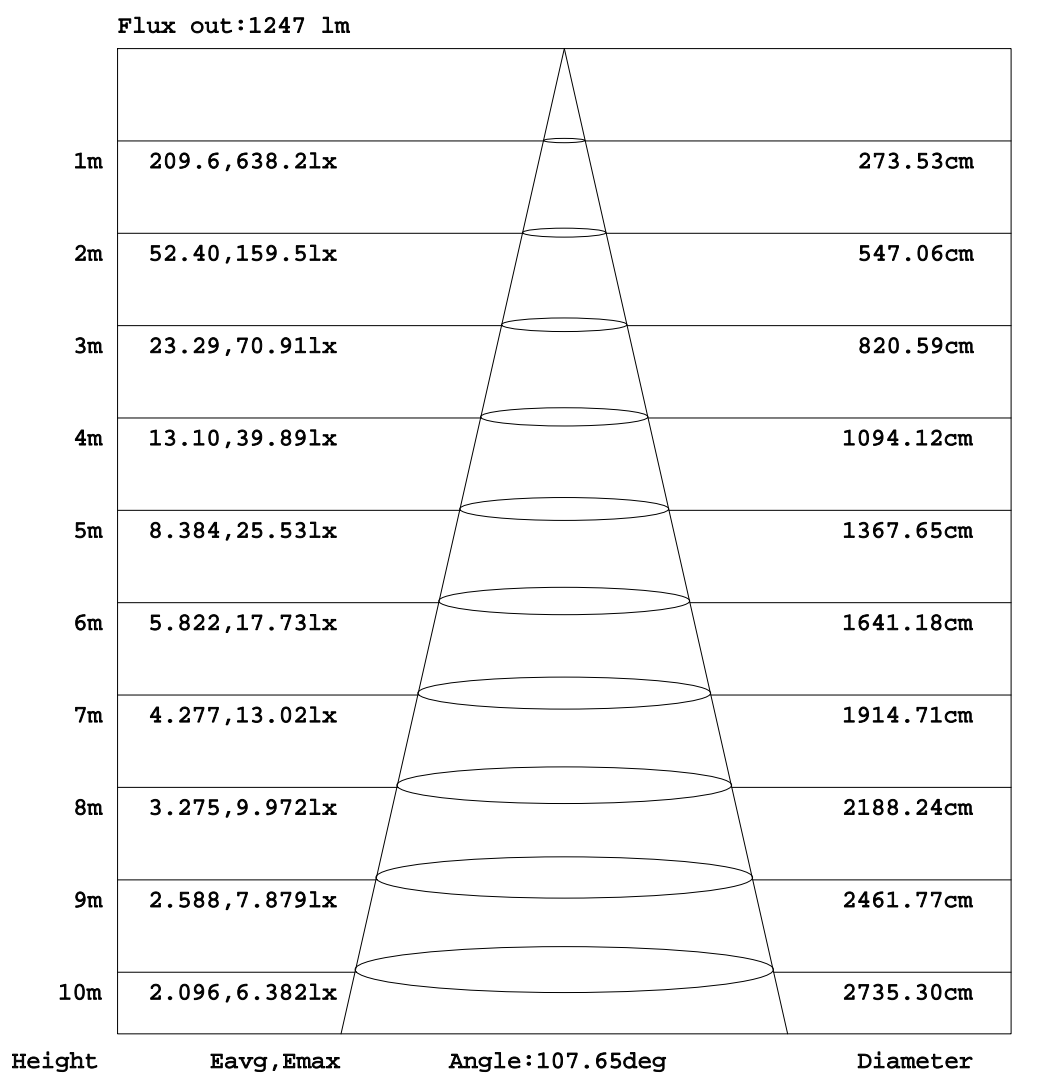 Flux out:1247 lm
1m 209.6,638.2lx 273.53cm
2m 52.40,159.5lx 547.06cm
3m 23.29,70.91lx 820.59cm
4m 13.10,39.89lx 1094.12cm
5m 8.384,25.53lx 1367.65cm
6m 5.822,17.73lx 1641.18cm
7m 4.277,13.02lx 1914.71cm
8m 3.275,9.972lx 2188.24cm
9m 2.588,7.879lx 2461.77cm
10m 2.096,6.382lx 2735.30cm
Height Eavg,Emax Angle:107.65deg Diameter